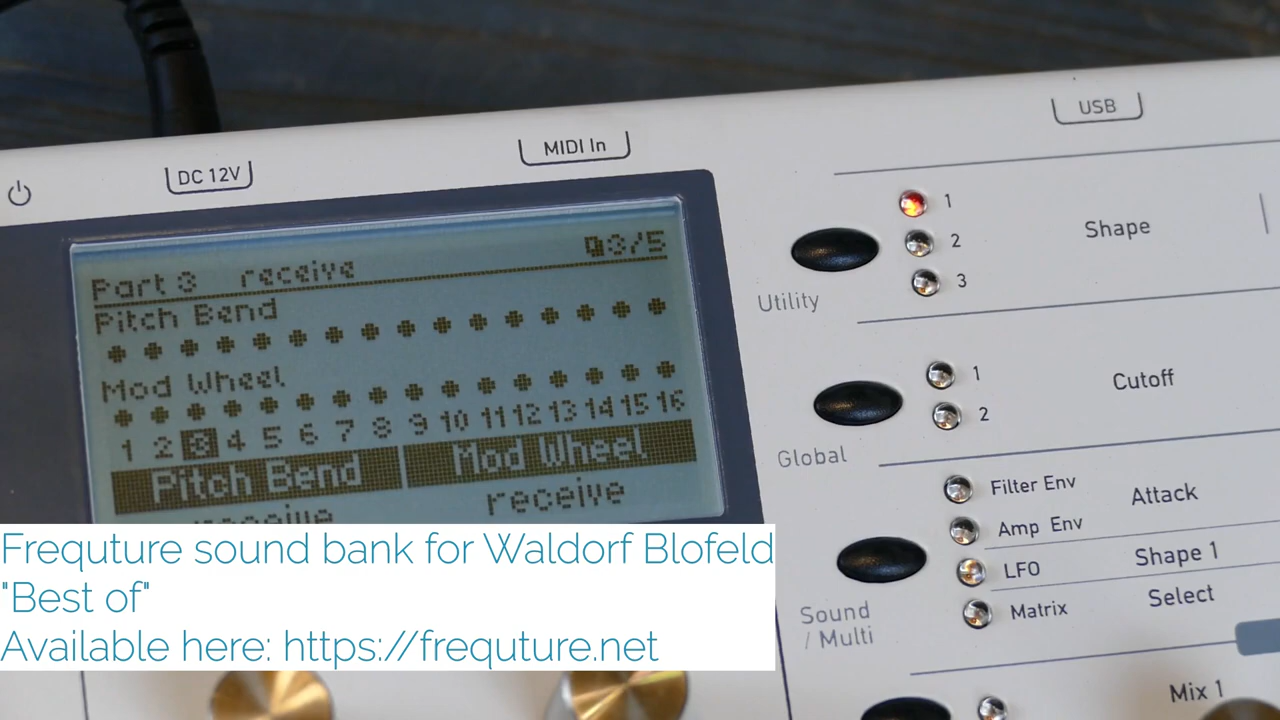 USB
MIDI In
DC 12V
Part 3 receive 03/5
Pitch Bend
Mod Wheel
1 2 3 4 5 6 7 8 9 10 11 12 13 14 15 16
Pitch Bend Mod Wheel
receive receive
1
2 Shape
3
Utility
1
Cutoff
2
Global
Filter Env Attack
Amp Env
LFO Shape 1
Matrix Select
Sound
/ Multi
Mix 1
Frequture sound bank for Waldorf Blofeld
"Best of"
Available here: https://frequture.net